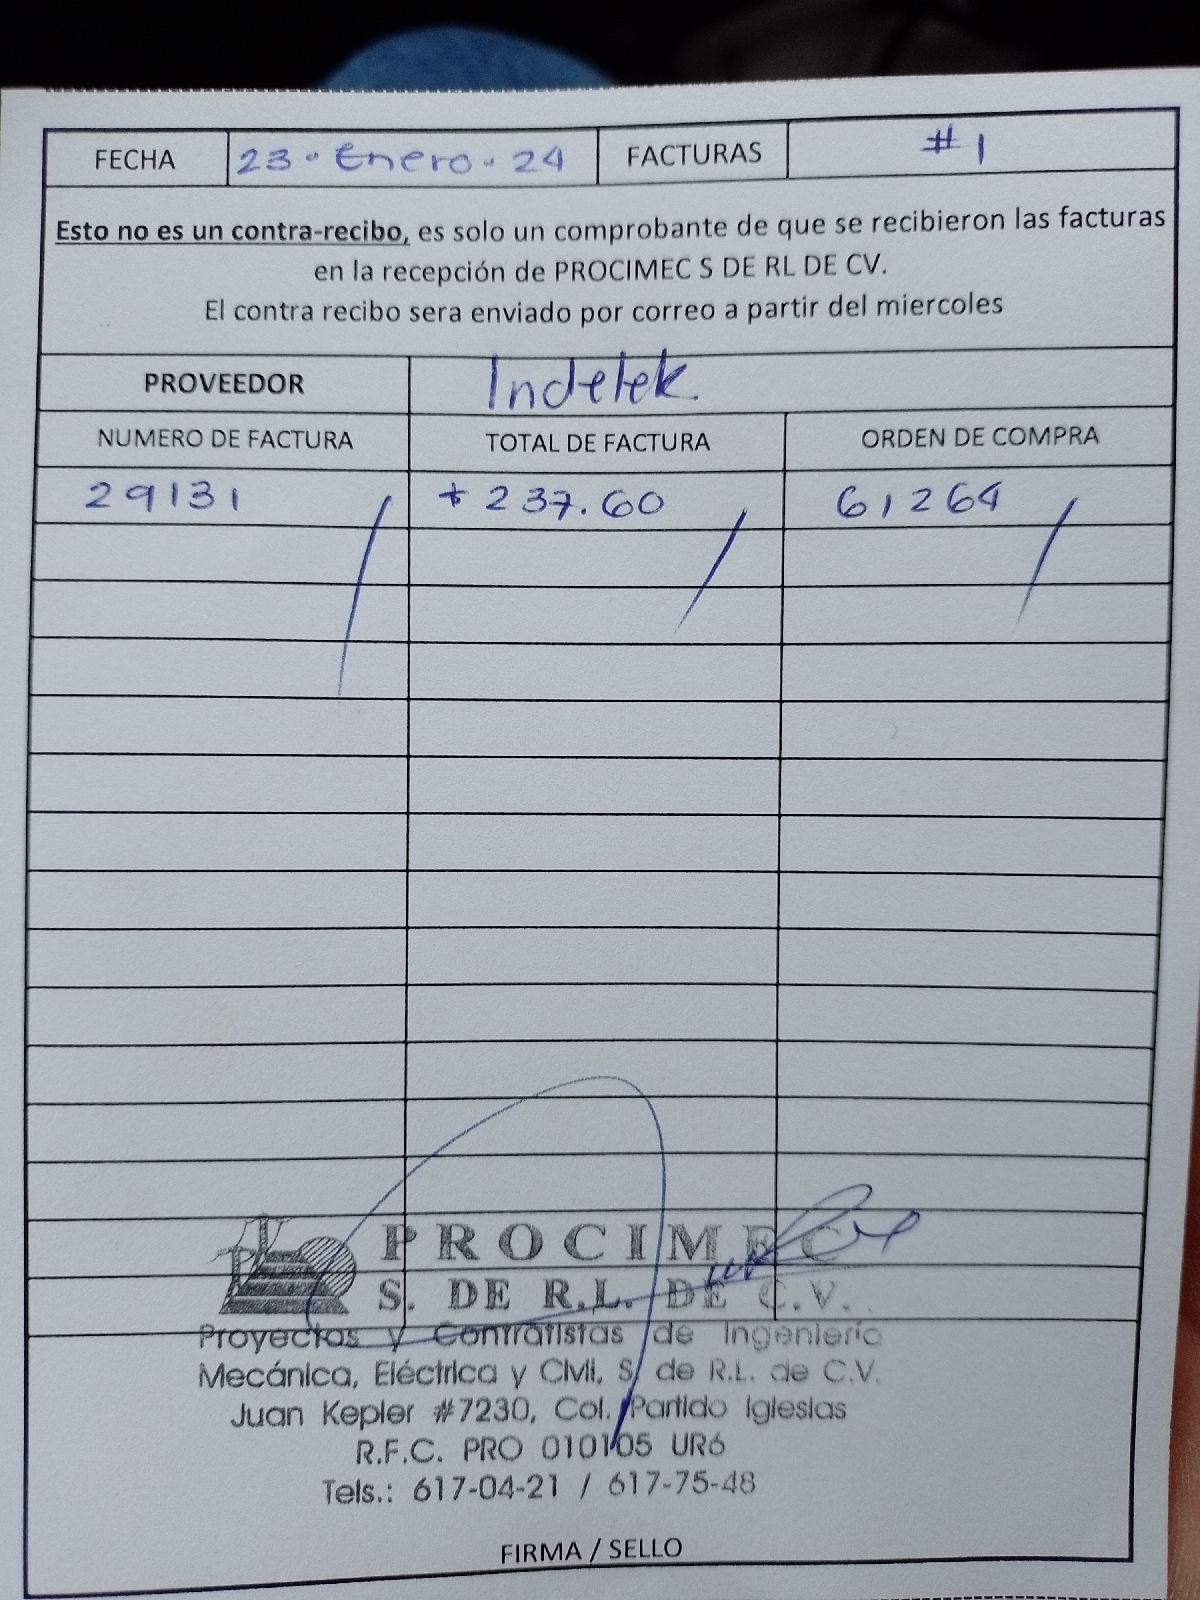 FECHA 23 · Enero · 24 FACTURAS # 1
Esto no es un contra-recibo, es solo un comprobante de que se recibieron las facturas
en la recepción de PROCIMEC S DE RL DE CV.
El contra recibo sera enviado por correo a partir del miercoles
PROVEEDOR Indetek
NUMERO DE FACTURA TOTAL DE FACTURA ORDEN DE COMPRA
29131 $ 237.60 61264
PROCIMEC
S. DE R.L. DE C.V.
Proyectos y Contratistas de Ingeniería
Mecánica, Eléctrica y Civil, S. de R.L. de C.V.
Juan Kepler #7230, Col. Partido Iglesias
R.F.C. PRO 010105 UR6
Tels.: 617-04-21 / 617-75-48
FIRMA / SELLO